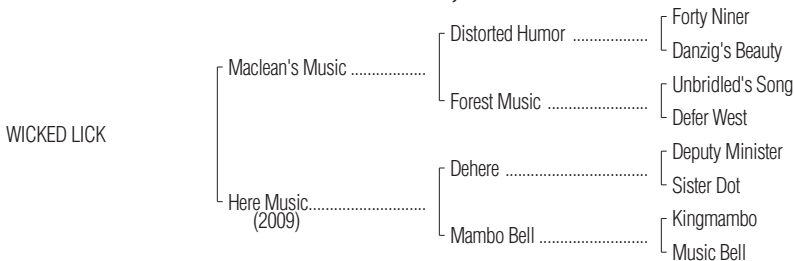 Forty Niner
Distorted Humor ..................
Danzig's Beauty
Maclean's Music ..................
Unbridled's Song
Forest Music ........................
Defer West
WICKED LICK
Deputy Minister
Dehere ..................................
Sister Dot
Here Music............................
(2009)
Kingmambo
Mambo Bell ..........................
Music Bell